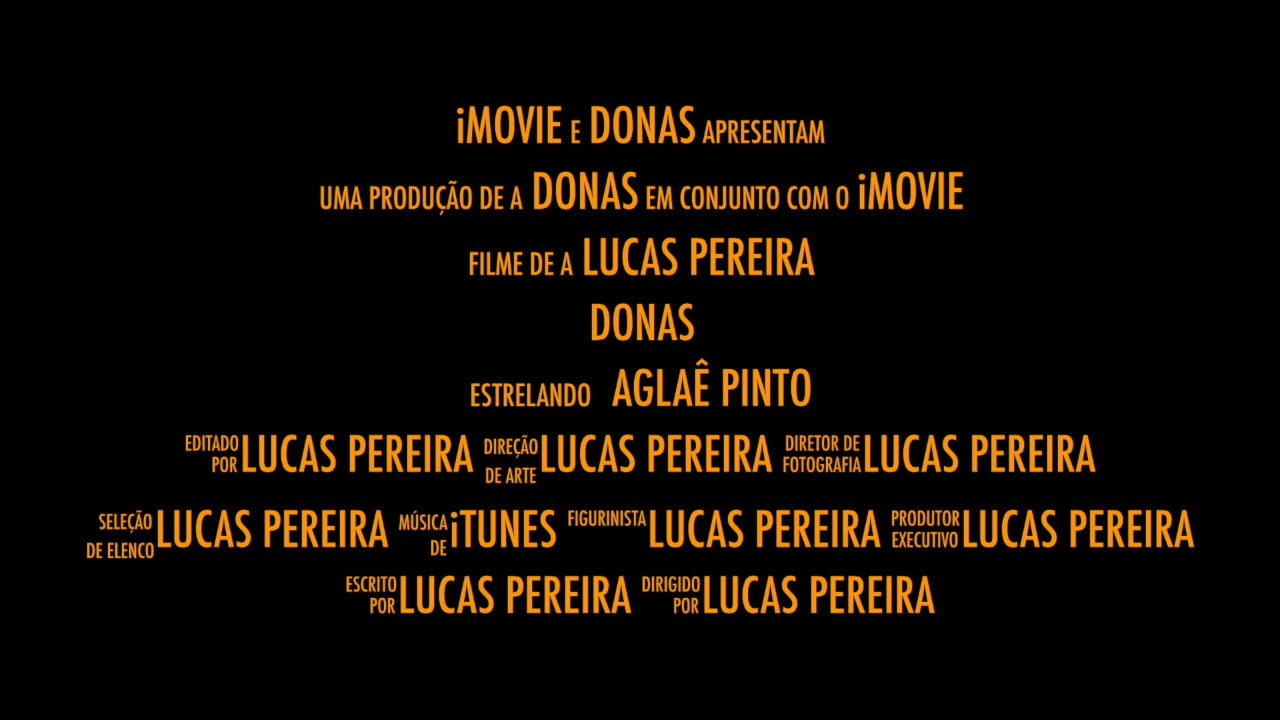 iMOVIE E DONAS APRESENTAM
UMA PRODUÇÃO DE A DONAS EM CONJUNTO COM O iMOVIE
FILME DE A LUCAS PEREIRA
DONAS
ESTRELANDO AGLAÊ PINTO
EDITADO POR LUCAS PEREIRA DIREÇÃO DE ARTE LUCAS PEREIRA DIRETOR DE FOTOGRAFIA LUCAS PEREIRA
SELEÇÃO DE ELENCO LUCAS PEREIRA MÚSICA DE iTUNES FIGURINISTA LUCAS PEREIRA PRODUTOR EXECUTIVO LUCAS PEREIRA
ESCRITO POR LUCAS PEREIRA DIRIGIDO POR LUCAS PEREIRA